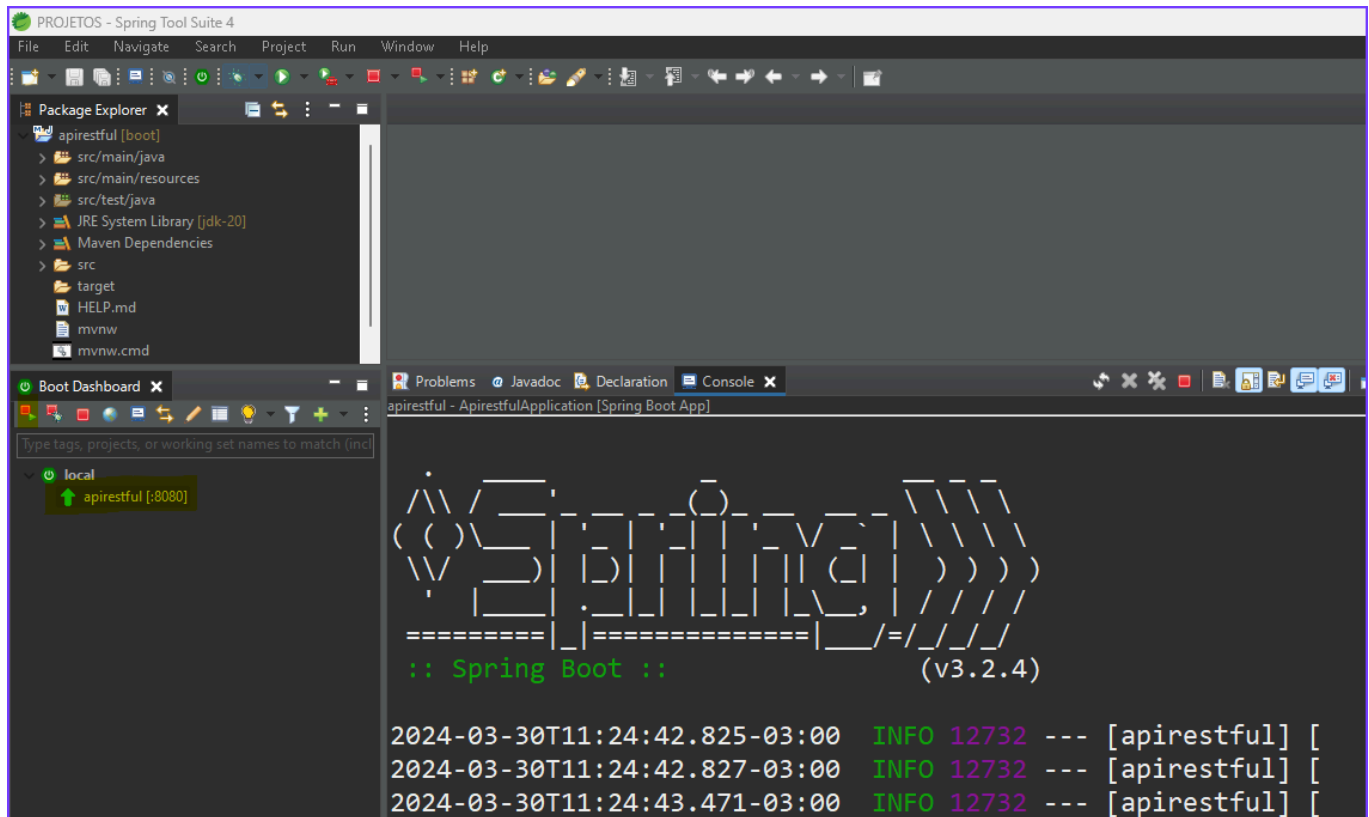 PROJETOS - Spring Tool Suite 4
File Edit Navigate Search Project Run Window Help
Package Explorer
apirestful [boot]
src/main/java
src/main/resources
src/test/java
JRE System Library [jdk-20]
Maven Dependencies
src
target
HELP.md
mvnw
mvnw.cmd
Boot Dashboard
Type tags, projects, or working set names to match (incl
local
apirestful [:8080]
Problems Javadoc Declaration Console
apirestful - ApirestfulApplication [Spring Boot App]
Spring
:: Spring Boot :: (v3.2.4)
2024-03-30T11:24:42.825-03:00 INFO 12732 --- [apirestful] [
2024-03-30T11:24:42.827-03:00 INFO 12732 --- [apirestful] [
2024-03-30T11:24:43.471-03:00 INFO 12732 --- [apirestful] [